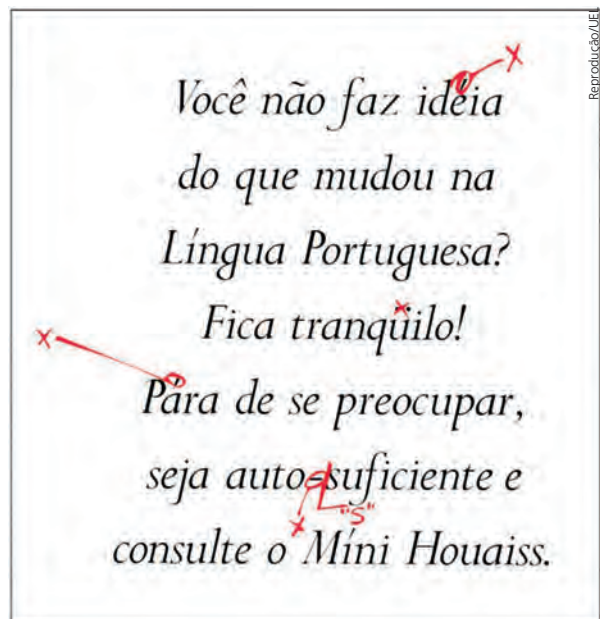 Você não faz idéia
do que mudou na
Língua Portuguesa?
Fica tranqüilo!
Pára de se preocupar,
seja auto-suficiente e
"s"
consulte o Míni Houaiss.
Reprodução/UEL